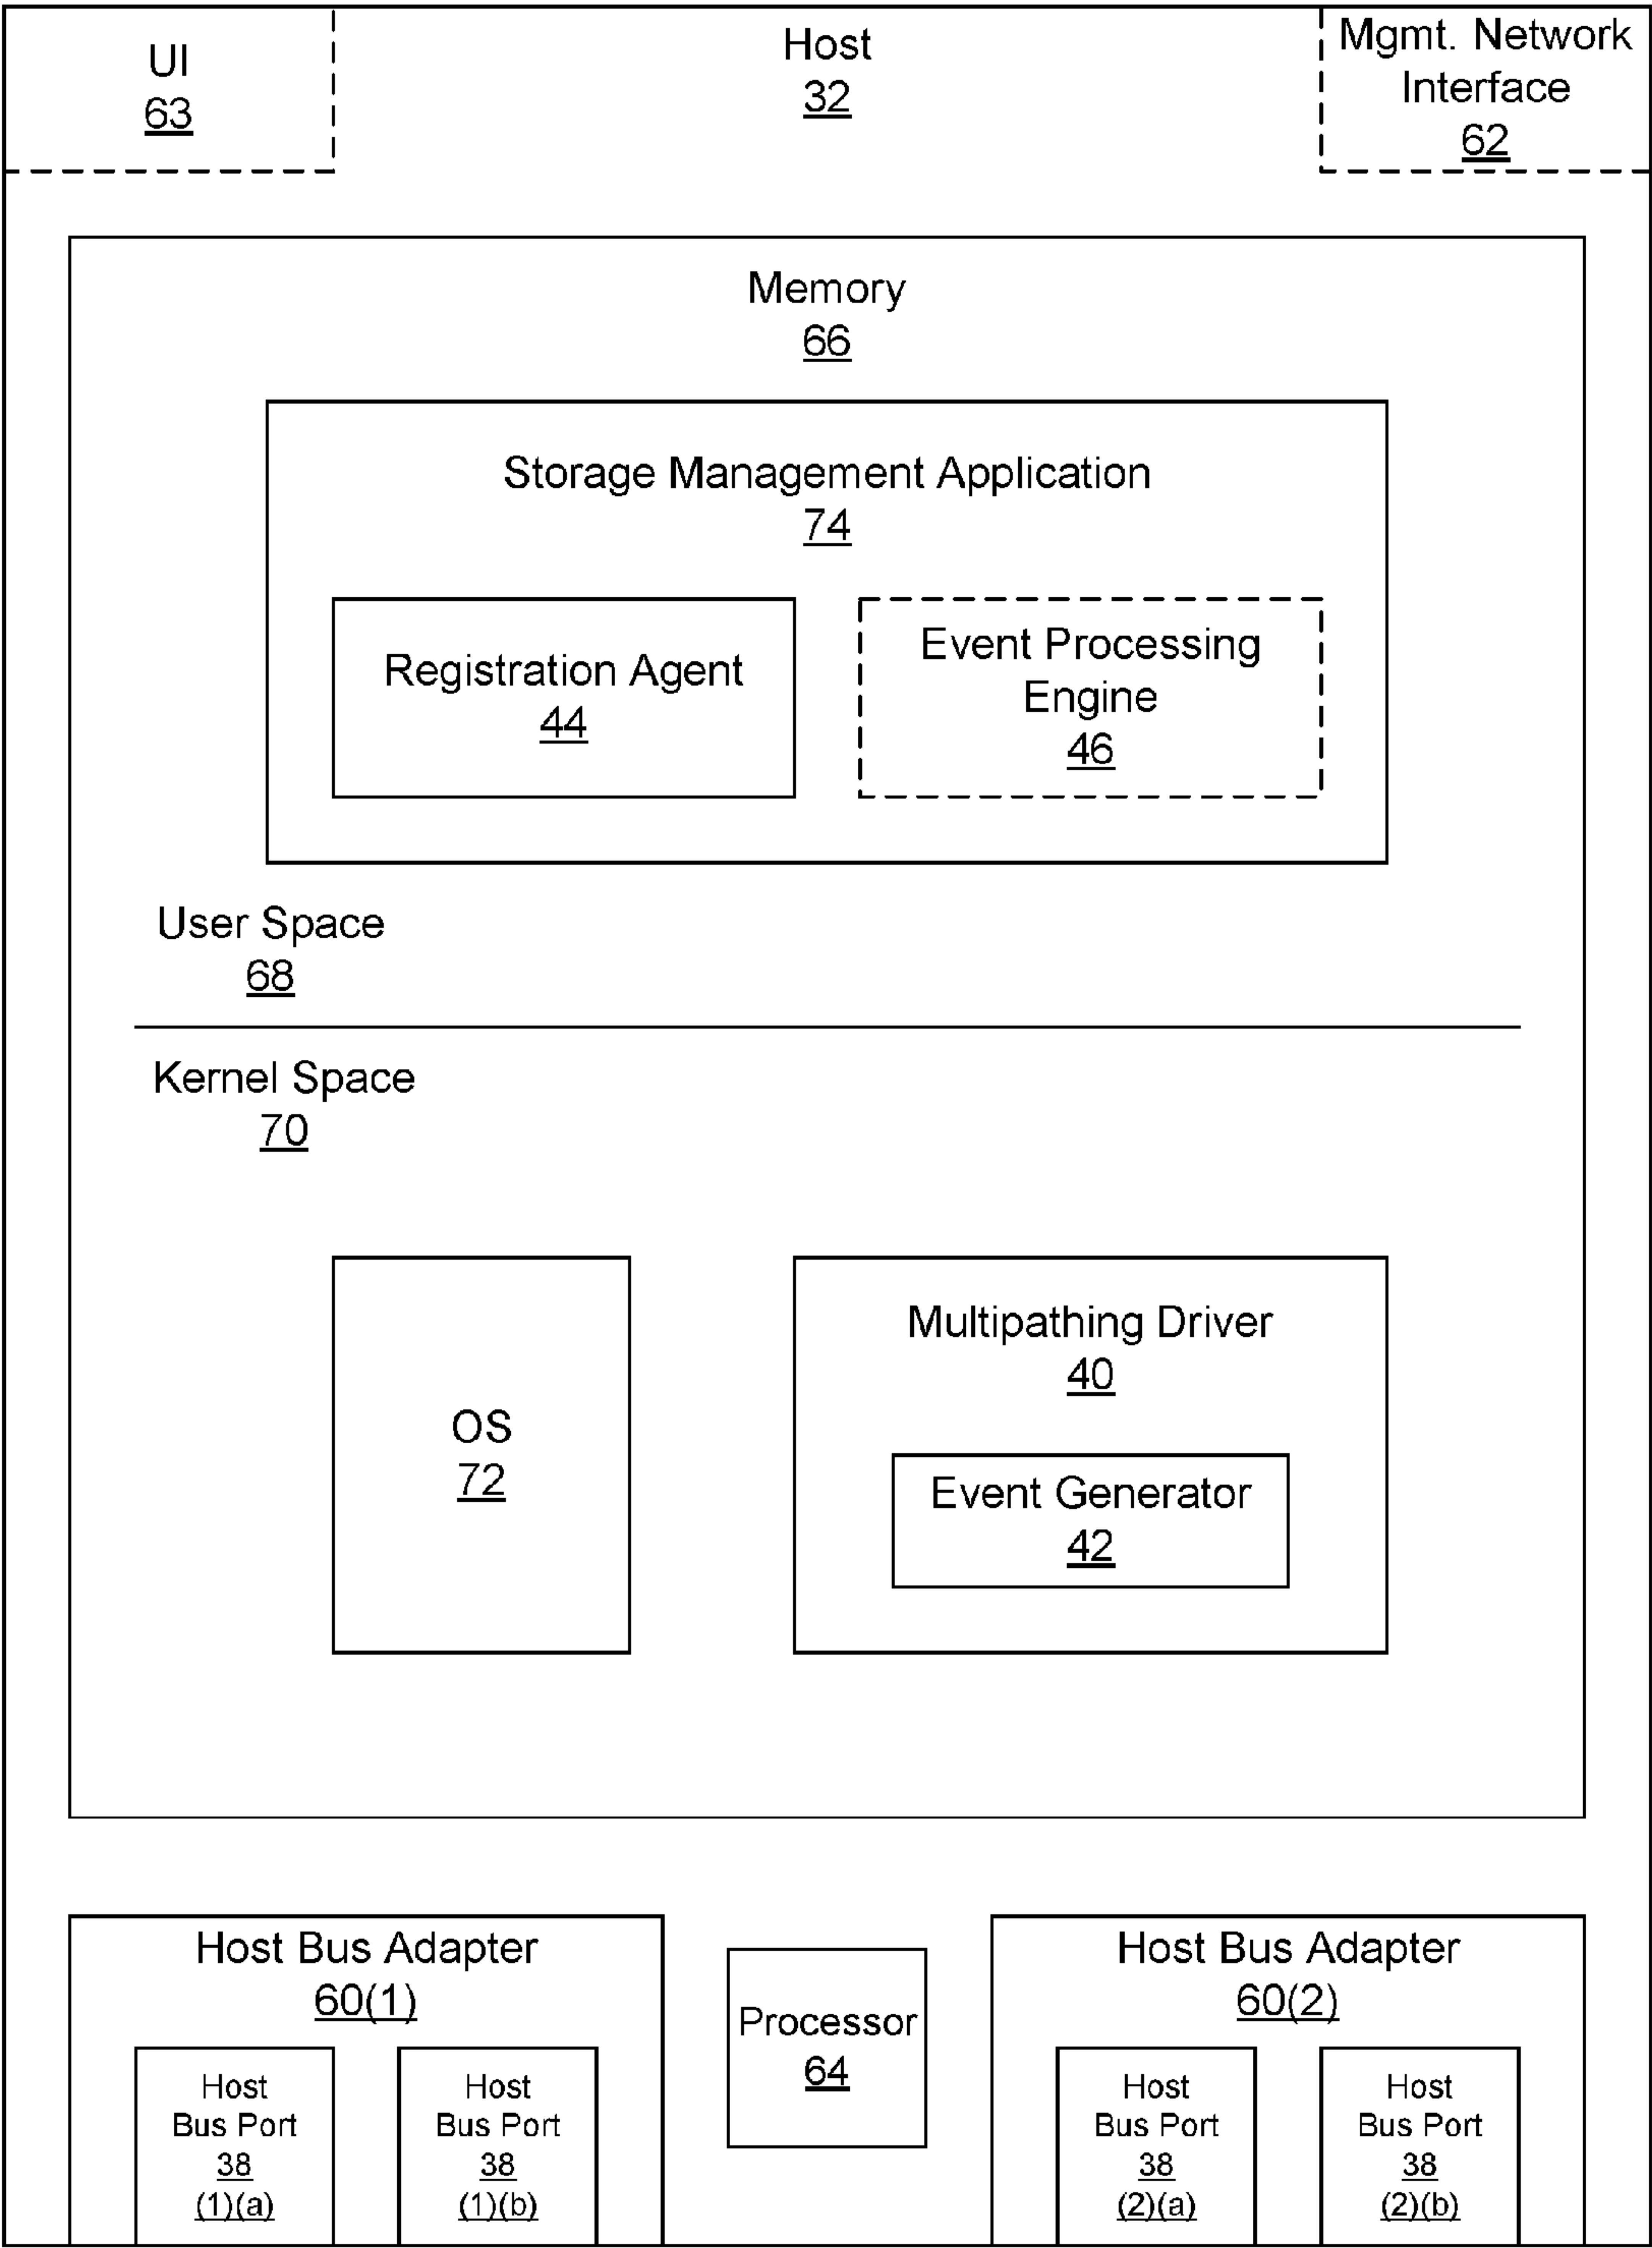 UI
63
Host
32
Mgmt. Network
Interface
62
Memory
66
Storage Management Application
74
Registration Agent
44
Event Processing
Engine
46
User Space
68
Kernel Space
70
OS
72
Multipathing Driver
40
Event Generator
42
Host Bus Adapter
60(1)
Host
Bus Port
38
(1)(a)
Host
Bus Port
38
(1)(b)
Processor
64
Host Bus Adapter
60(2)
Host
Bus Port
38
(2)(a)
Host
Bus Port
38
(2)(b)